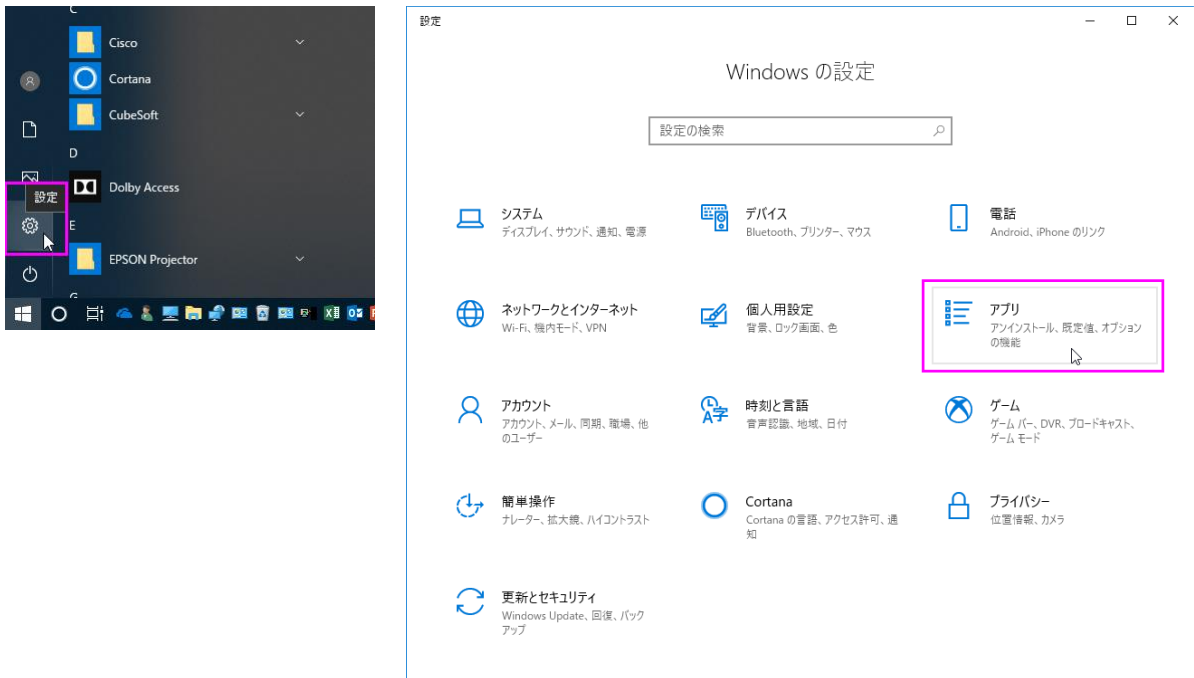 C
Cisco
Cortana
CubeSoft
D
Dolby Access
設定
E
EPSON Projector
G
設定
Windows の設定
設定の検索
システム
ディスプレイ、サウンド、通知、電源
デバイス
Bluetooth、プリンター、マウス
電話
Android、iPhone のリンク
ネットワークとインターネット
Wi-Fi、機内モード、VPN
個人用設定
背景、ロック画面、色
アプリ
アンインストール、既定値、オプション
の機能
アカウント
アカウント、メール、同期、職場、他
のユーザー
時刻と言語
音声認識、地域、日付
ゲーム
ゲーム バー、DVR、ブロードキャスト、
ゲーム モード
簡単操作
ナレーター、拡大鏡、ハイコントラスト
Cortana
Cortana の言語、アクセス許可、通
知
プライバシー
位置情報、カメラ
更新とセキュリティ
Windows Update、回復、バック
アップ